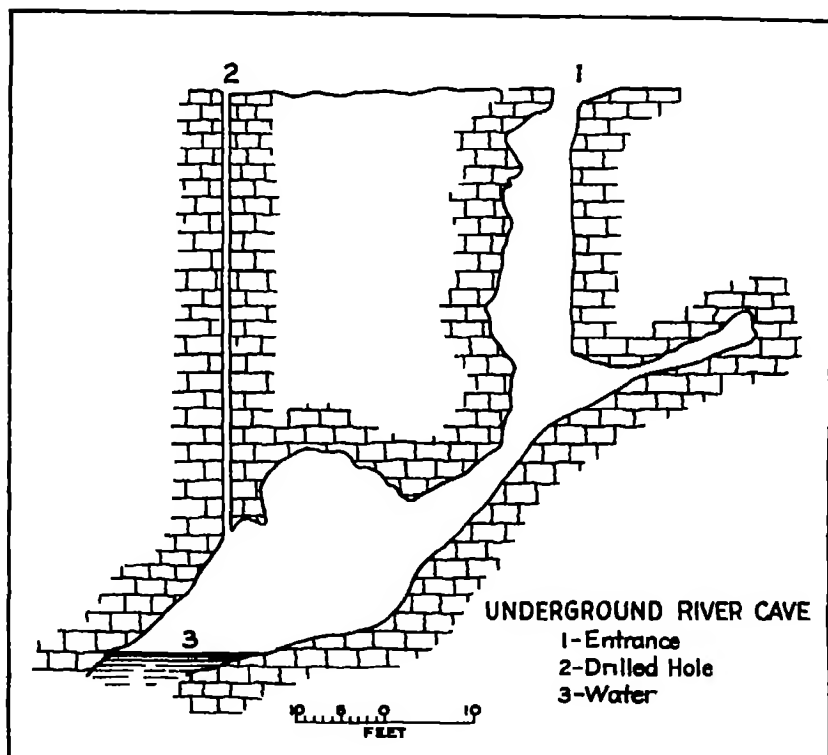 2 1
3
UNDERGROUND RIVER CAVE
1-Entrance
2-Drilled Hole
3-Water
10 5 0 10
FEET